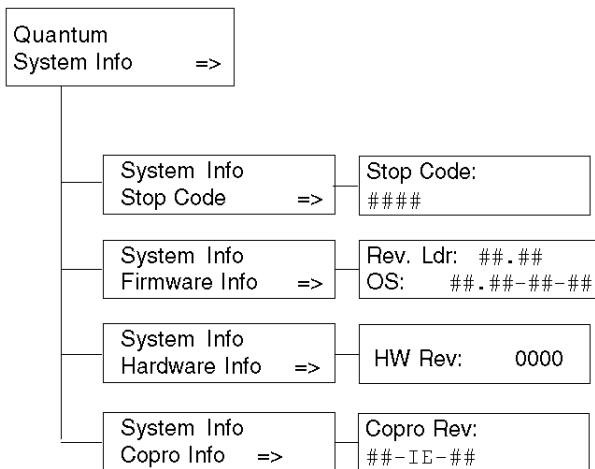 Quantum
System Info =>
System Info
Stop Code =>
Stop Code:
####
System Info
Firmware Info =>
Rev. Ldr: ##.##
OS: ##.##-##-##
System Info
Hardware Info =>
HW Rev: 0000
System Info
Copro Info =>
Copro Rev:
##-IE-##